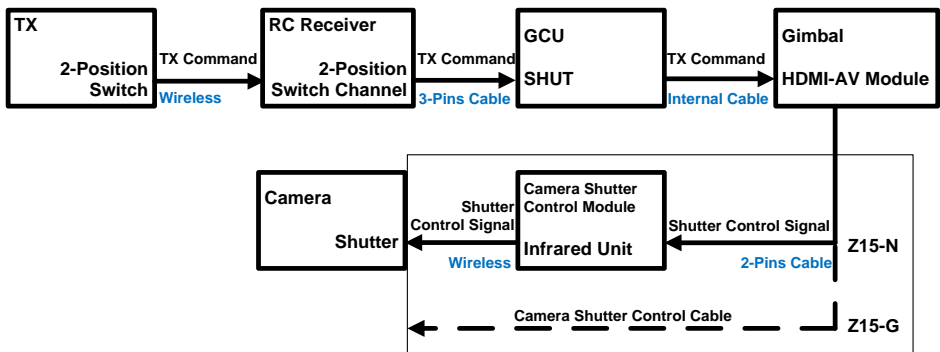 TX
2-Position
Switch
TX Command
Wireless
RC Receiver
2-Position
Switch Channel
TX Command
3-Pins Cable
GCU
SHUT
TX Command
Internal Cable
Gimbal
HDMI-AV Module
Camera
Shutter
Shutter
Control Signal
Wireless
Camera Shutter
Control Module
Infrared Unit
Shutter Control Signal
2-Pins Cable
Z15-N
Camera Shutter Control Cable
Z15-G